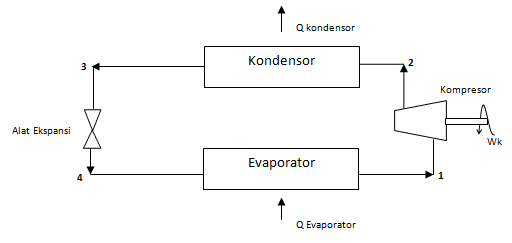 Q kondensor
Kondensor
3
2
Kompresor
Alat Ekspansi
Wk
Evaporator
4
1
Q Evaporator